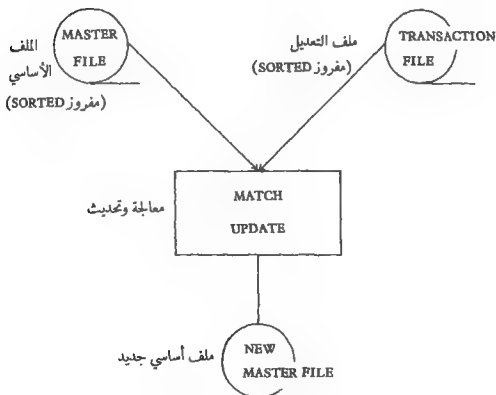 MASTER
FILE
الملف
الأساسي
(مفروز SORTED)
ملف التعديل
(مفروز SORTED)
TRANSACTION
FILE
معالجة وتحديث
MATCH
UPDATE
ملف أساسي جديد
NEW
MASTER FILE